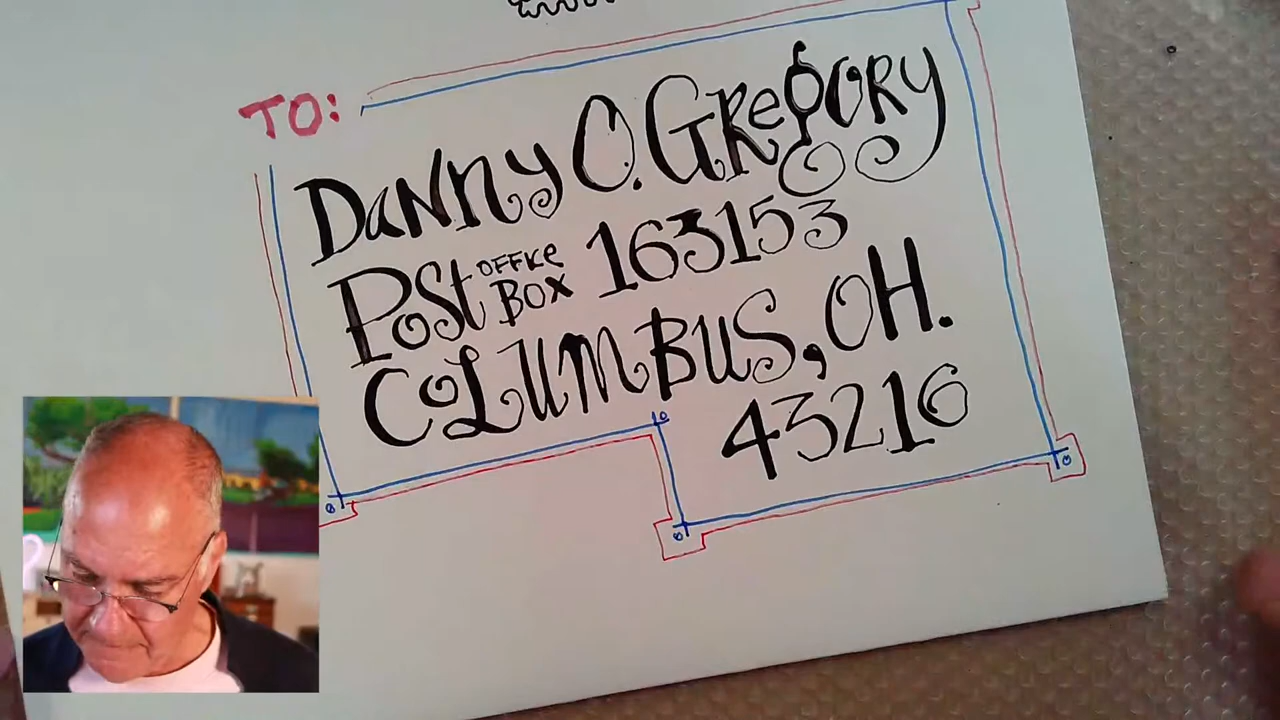 TO:
DaNNy O. GRegORY
POSt OFFICE BOX 163153
COLUMBUS, OH.
43216